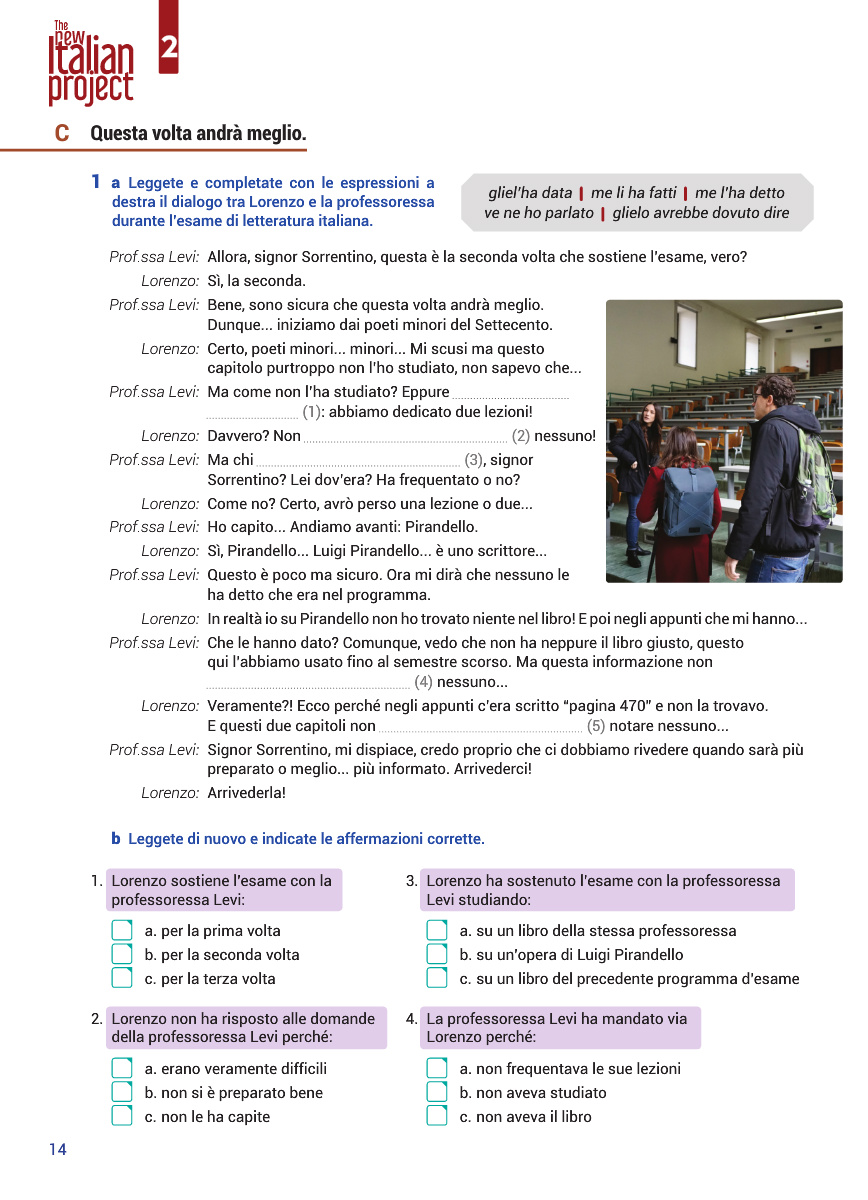 The
new
Italian
project
2
C Questa volta andrà meglio.
1 a Leggete e completate con le espressioni a
destra il dialogo tra Lorenzo e la professoressa
durante l'esame di letteratura italiana.
gliel'ha data | me li ha fatti | me l'ha detto
ve ne ho parlato | glielo avrebbe dovuto dire
Prof.ssa Levi: Allora, signor Sorrentino, questa è la seconda volta che sostiene l'esame, vero?
Lorenzo: Sì, la seconda.
Prof.ssa Levi: Bene, sono sicura che questa volta andrà meglio.
Dunque... iniziamo dai poeti minori del Settecento.
Lorenzo: Certo, poeti minori... minori... Mi scusi ma questo
capitolo purtroppo non l'ho studiato, non sapevo che...
Prof.ssa Levi: Ma come non l'ha studiato? Eppure ..............................
.............................. (1): abbiamo dedicato due lezioni!
Lorenzo: Davvero? Non .............................. (2) nessuno!
Prof.ssa Levi: Ma chi .............................. (3), signor
Sorrentino? Lei dov'era? Ha frequentato o no?
Lorenzo: Come no? Certo, avrò perso una lezione o due...
Prof.ssa Levi: Ho capito... Andiamo avanti: Pirandello.
Lorenzo: Sì, Pirandello... Luigi Pirandello... è uno scrittore...
Prof.ssa Levi: Questo è poco ma sicuro. Ora mi dirà che nessuno le
ha detto che era nel programma.
Lorenzo: In realtà io su Pirandello non ho trovato niente nel libro! E poi negli appunti che mi hanno...
Prof.ssa Levi: Che le hanno dato? Comunque, vedo che non ha neppure il libro giusto, questo
qui l'abbiamo usato fino al semestre scorso. Ma questa informazione non
.............................. (4) nessuno...
Lorenzo: Veramente?! Ecco perché negli appunti c'era scritto “pagina 470” e non la trovavo.
E questi due capitoli non .............................. (5) notare nessuno...
Prof.ssa Levi: Signor Sorrentino, mi dispiace, credo proprio che ci dobbiamo rivedere quando sarà più
preparato o meglio... più informato. Arrivederci!
Lorenzo: Arrivederla!
b Leggete di nuovo e indicate le affermazioni corrette.
1. Lorenzo sostiene l'esame con la
professoressa Levi:
a. per la prima volta
b. per la seconda volta
c. per la terza volta
2. Lorenzo non ha risposto alle domande
della professoressa Levi perché:
a. erano veramente difficili
b. non si è preparato bene
c. non le ha capite
3. Lorenzo ha sostenuto l'esame con la professoressa
Levi studiando:
a. su un libro della stessa professoressa
b. su un'opera di Luigi Pirandello
c. su un libro del precedente programma d'esame
4. La professoressa Levi ha mandato via
Lorenzo perché:
a. non frequentava le sue lezioni
b. non aveva studiato
c. non aveva il libro
14